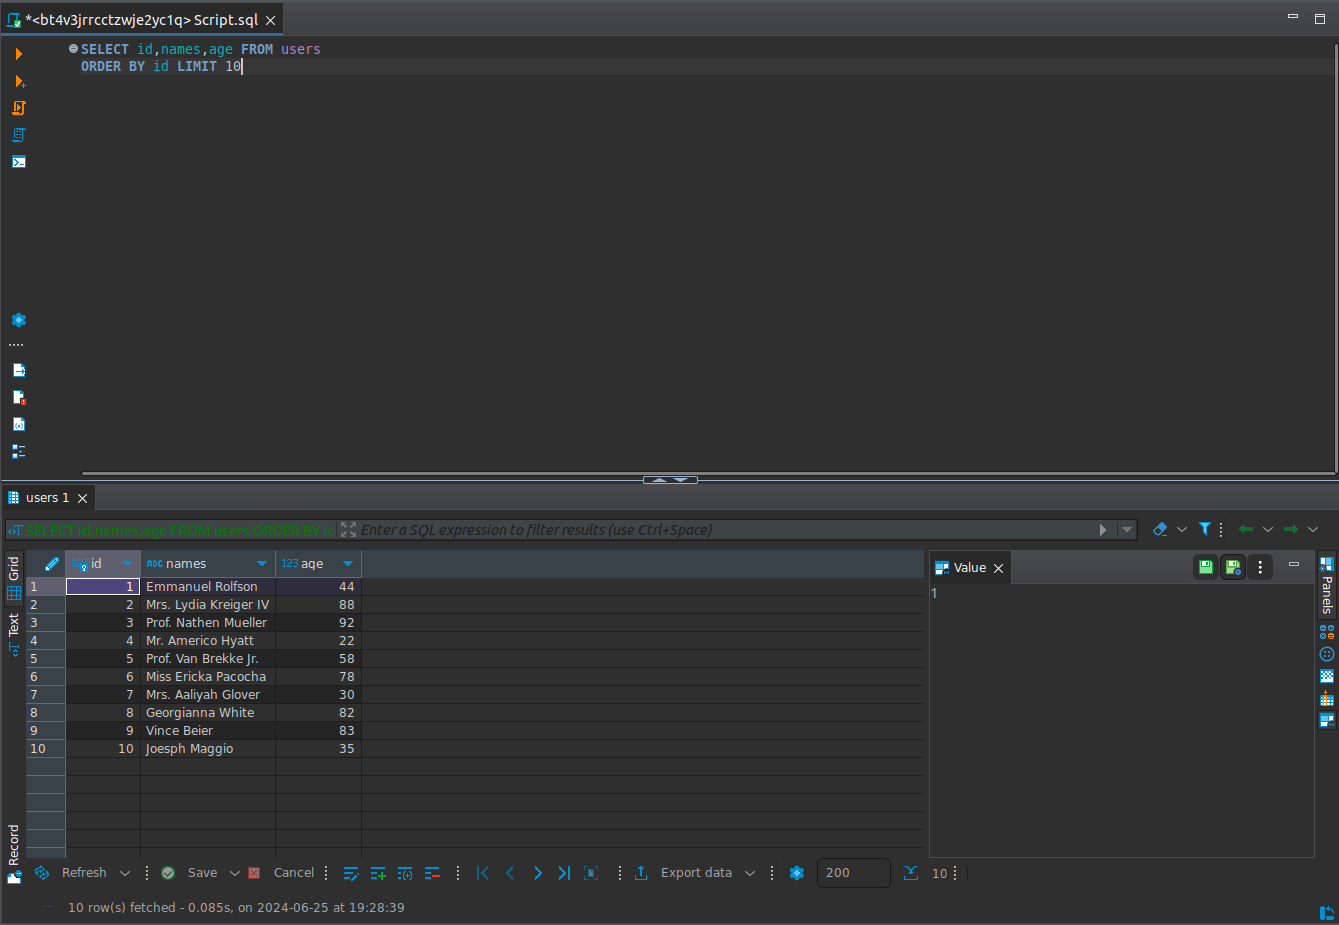 *<bt4v3jrrcctzwje2yc1q> Script.sql
SELECT id,names,age FROM users
ORDER BY id LIMIT 10
users 1
SELECT id,names,age FROM users ORDER BY
Enter a SQL expression to filter results (use Ctrl+Space)
Grid
Text
Record
id names age
1 1 Emmanuel Rolfson 44
2 2 Mrs. Lydia Kreiger IV 88
3 3 Prof. Nathen Mueller 92
4 4 Mr. Americo Hyatt 22
5 5 Prof. Van Brekke Jr. 58
6 6 Miss Ericka Pacocha 78
7 7 Mrs. Aaliyah Glover 30
8 8 Georgianna White 82
9 9 Vince Beier 83
10 10 Joesph Maggio 35
Value
1
Panels
Refresh Save Cancel Export data 200 10
10 row(s) fetched - 0.085s, on 2024-06-25 at 19:28:39